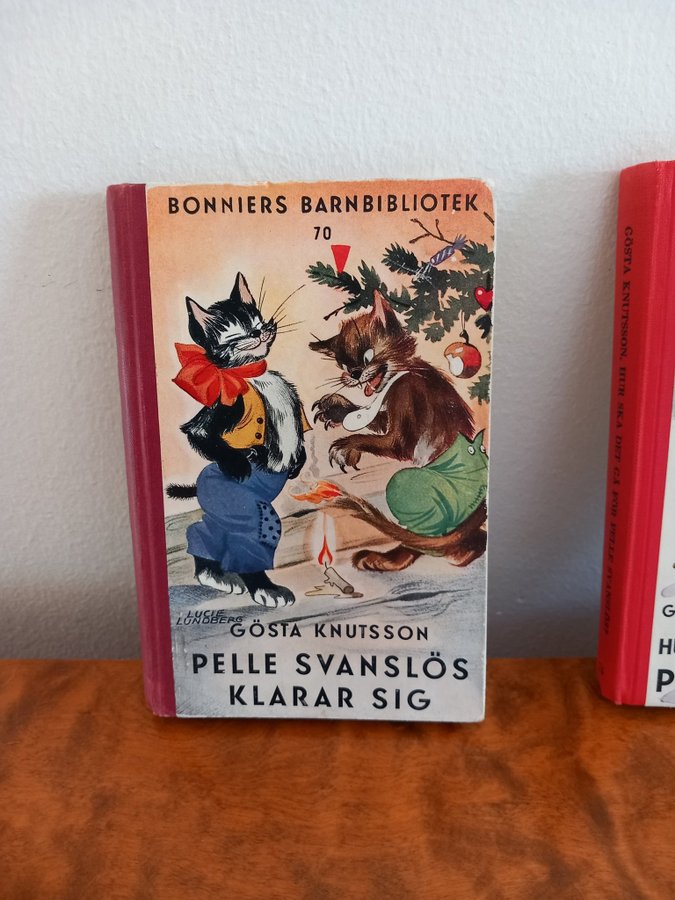 BONNIERS BARNBIBLIOTEK
70
LUCIE
LUNDBERG
GÖSTA KNUTSSON
PELLE SVANSLÖS
KLARAR SIG
GÖSTA KNUTSSON, HUR SKA DET GÅ FÖR PELLE SVANSLÖS?
G
HU
P